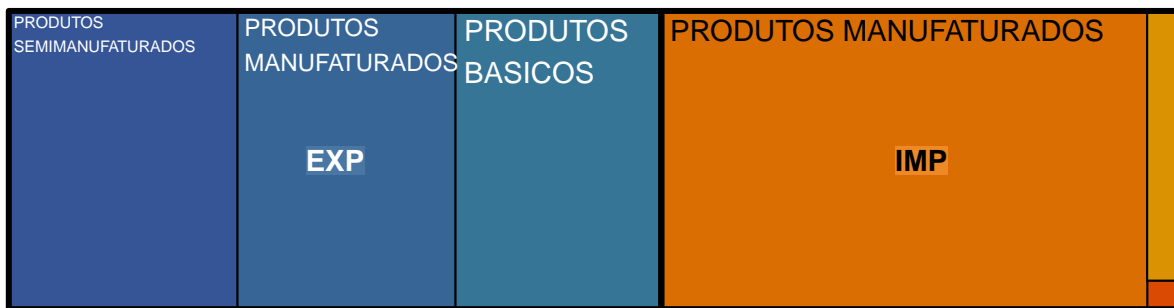 PRODUTOS
SEMIMANUFATURADOS
PRODUTOS
MANUFATURADOS
EXP
PRODUTOS
BASICOS
PRODUTOS MANUFATURADOS
IMP